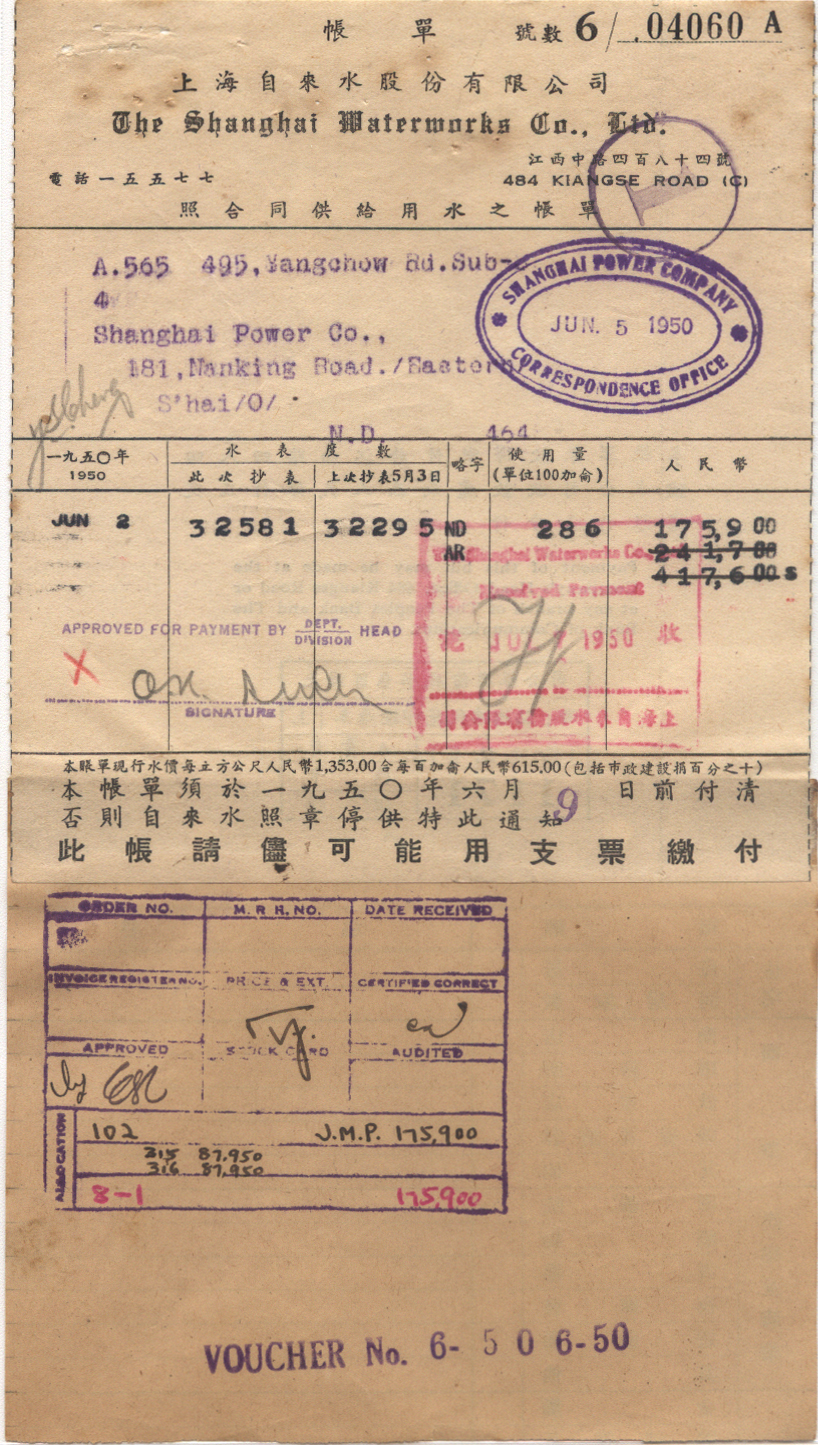 帳單 號數 6/ .04060 A
上海自來水股份有限公司
The Shanghai Waterworks Co., Ltd.
江西中路四百八十四號
電話一五五七七 484 KIANGSE ROAD (C)
照合同供給用水之帳單
A.565 495,Yangchow Rd.Sub-
4
Shanghai Power Co.,
181,Nanking Road./Eastern
S'hai/O/
N.D. 464
SHANGHAI POWER COMPANY
JUN. 5 1950
CORRESPONDENCE OFFICE
一九五〇年 水表度數 略字 使用量 人民幣
1950 此次抄表 上次抄表5月3日 (單位100加侖)
JUN 2 32581 32295 ND 286 175,900
AR 241,700
417,600 S
The Shanghai Waterworks Co.,
Received Payment
1950 收
上海自來水股份有限公司
APPROVED FOR PAYMENT BY DEPT. DIVISION HEAD
X
SIGNATURE
本賬單現行水價每立方公尺人民幣1,353.00合每百加侖人民幣615.00(包括市政建設捐百分之十)
本帳單須於一九五〇年六月9日前付清
否則自來水照章停供特此通知
此帳請儘可能用支票繳付
ORDER NO. M. R H. NO. DATE RECEIVED
INVOICE REGISTER NO. PRICE & EXT. CERTIFIED CORRECT
APPROVED STOCK CARD AUDITED
ALLOCATION
102 J.M.P. 175,900
315 87,950
316 87,950
8-1 175,900
VOUCHER No. 6- 5 0 6-50